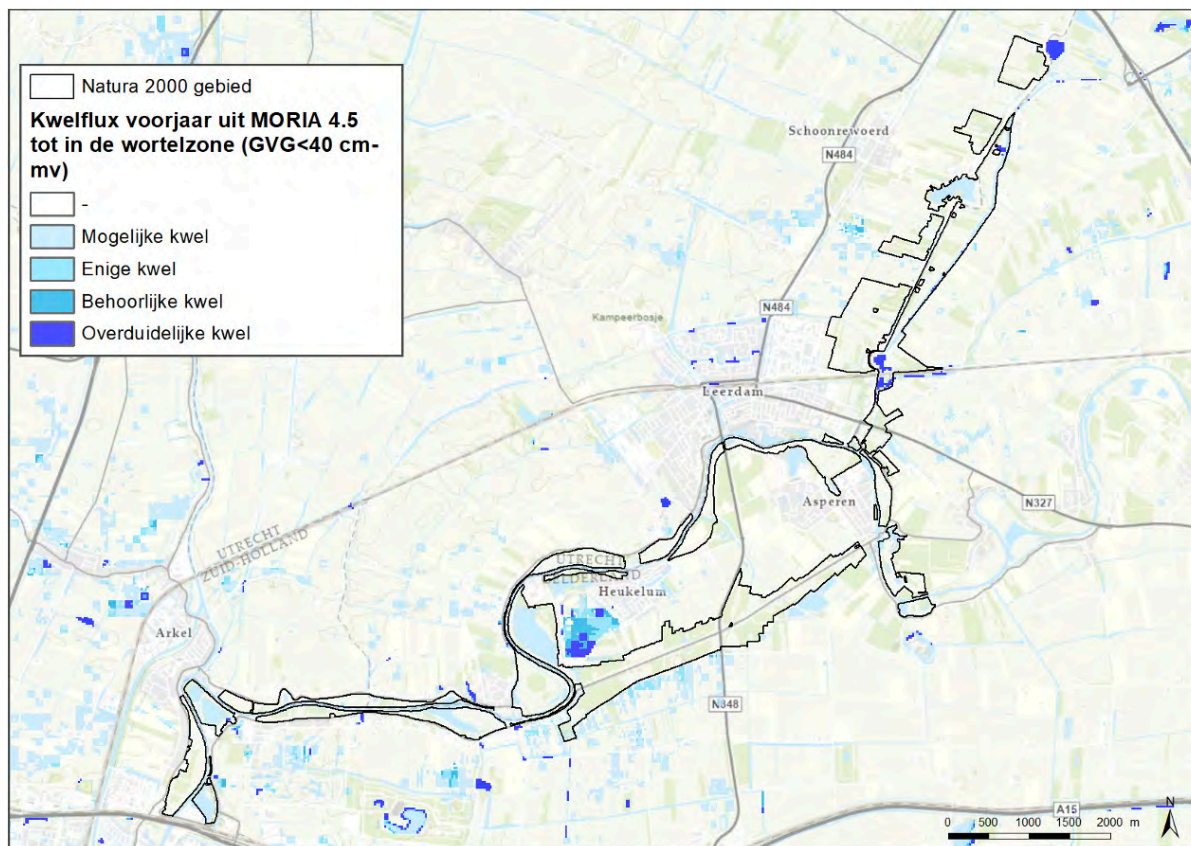 Natura 2000 gebied
Kwelflux voorjaar uit MORIA 4.5
tot in de wortelzone (GVG<40 cm-
mv)
-
Mogelijke kwel
Enige kwel
Behoorlijke kwel
Overduidelijke kwel
Schoonrewoerd
N484
N484
Kampeerbosje
Leerdam
N327
Asperen
UTRECHT
ZUID-HOLLAND
UTRECHT
GELDERLAND
Heukelum
Arkel
N848
A15
N
0 500 1000 1500 2000 m